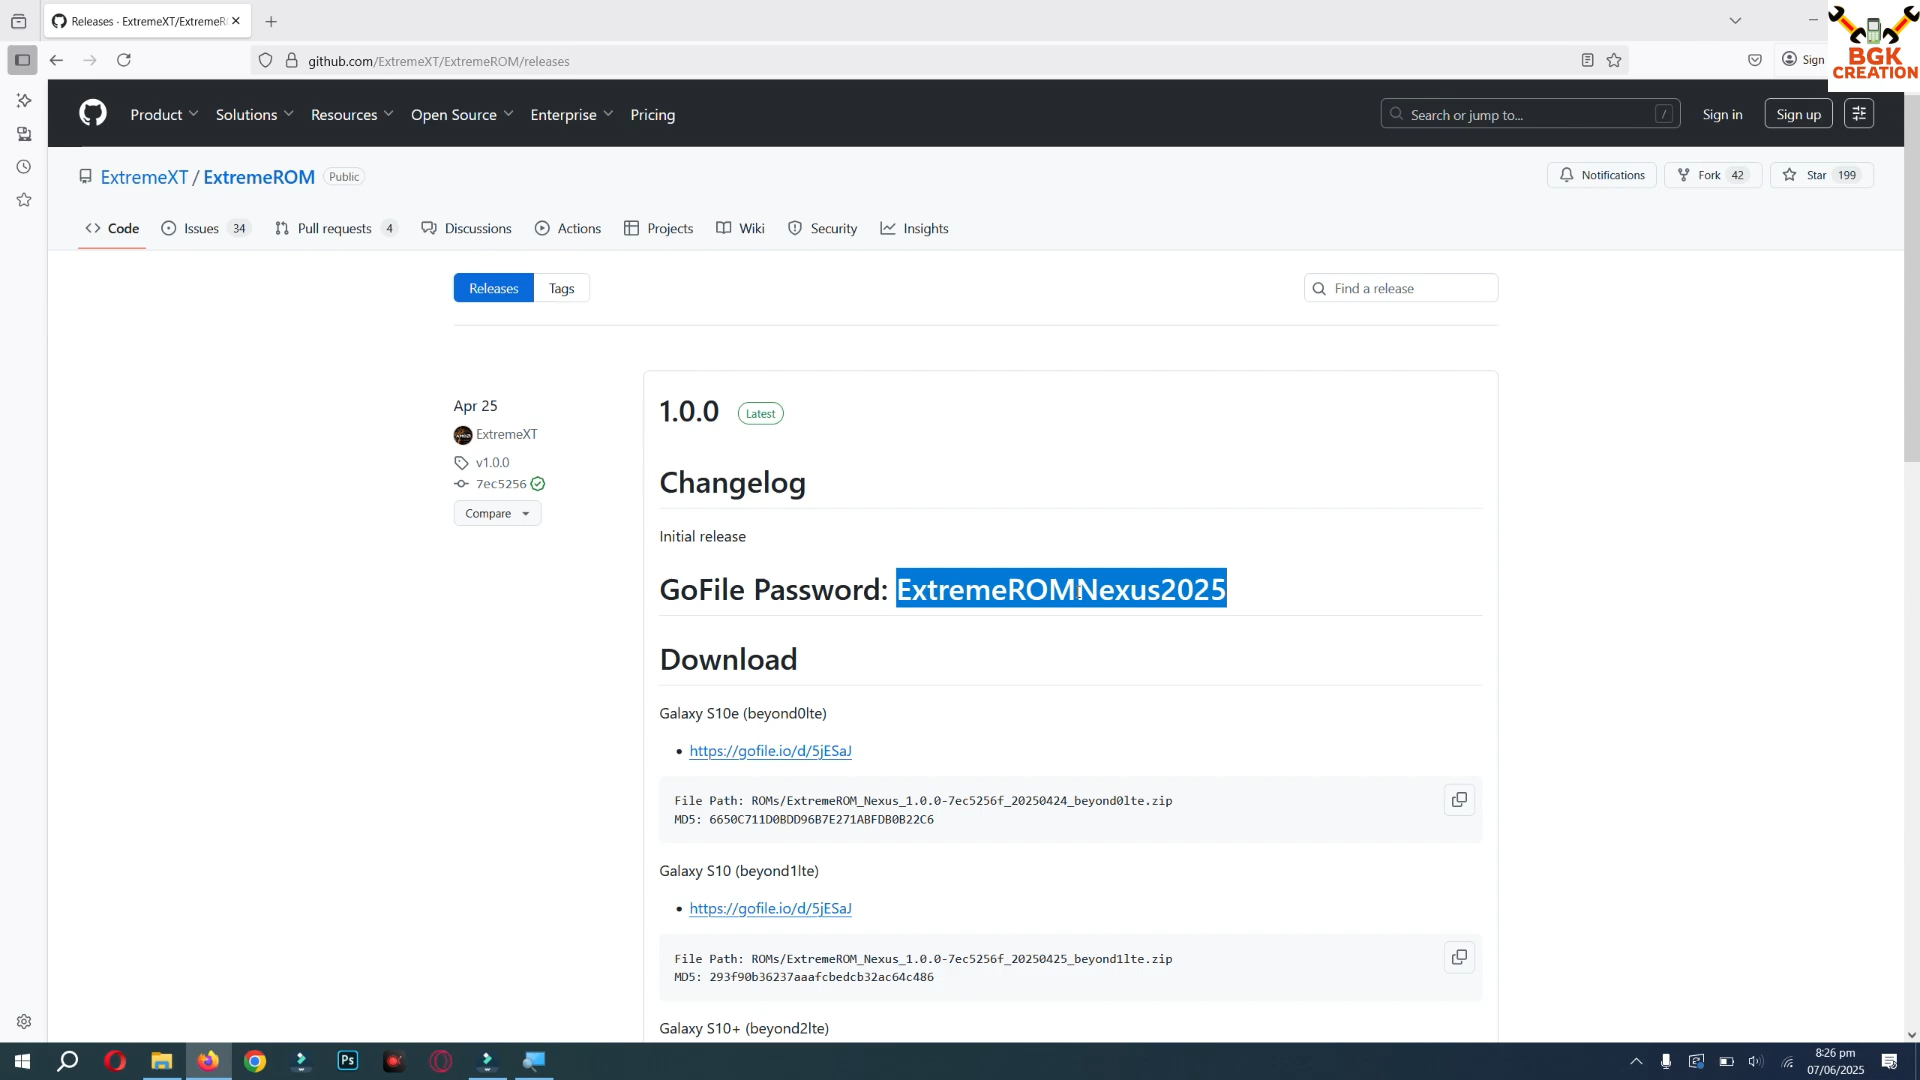 Releases · ExtremeXT/ExtremeR
BGK
CREATION
github.com/ExtremeXT/ExtremeROM/releases
Sign
Product
Solutions
Resources
Open Source
Enterprise
Pricing
Search or jump to...
/
Sign in
Sign up
ExtremeXT / ExtremeROM
Public
Notifications
Fork 42
Star 199
Code
Issues 34
Pull requests 4
Discussions
Actions
Projects
Wiki
Security
Insights
Releases
Tags
Find a release
Apr 25
ExtremeXT
v1.0.0
7ec5256
Compare
1.0.0
Latest
Changelog
Initial release
GoFile Password: ExtremeROMNexus2025
Download
Galaxy S10e (beyond0lte)
https://gofile.io/d/5jESaJ
File Path: ROMs/ExtremeROM_Nexus_1.0.0-7ec5256f_20250424_beyond0lte.zip
MD5: 6650C711D0BDD96B7E271ABFDB0B22C6
Galaxy S10 (beyond1lte)
https://gofile.io/d/5jESaJ
File Path: ROMs/ExtremeROM_Nexus_1.0.0-7ec5256f_20250425_beyond1lte.zip
MD5: 293f90b36237aaafcbedcb32ac64c486
Galaxy S10+ (beyond2lte)
Ps
8:26 pm
07/06/2025